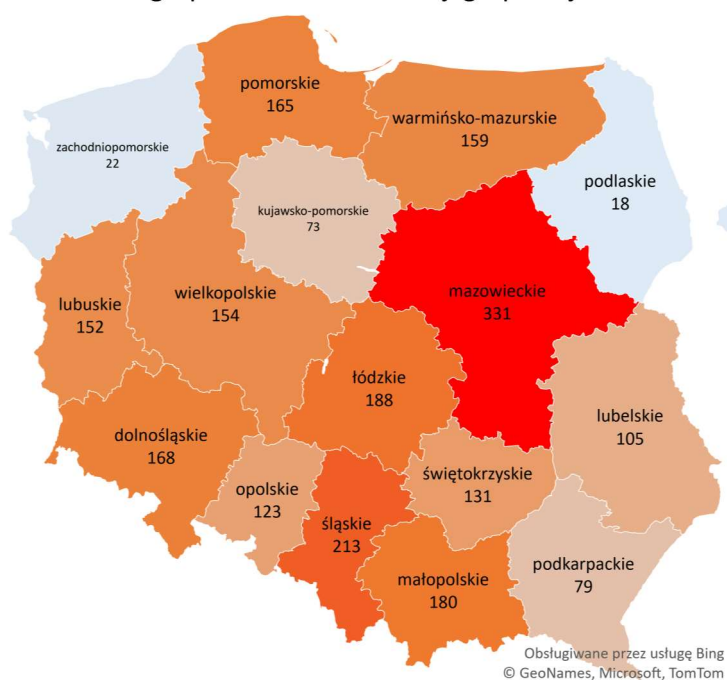 pomorskie
165
warmińsko-mazurskie
159
zachodniopomorskie
22
podlaskie
18
kujawsko-pomorskie
73
mazowieckie
331
lubuskie
152
wielkopolskie
154
łódzkie
188
lubelskie
105
dolnośląskie
168
świętokrzyskie
131
opolskie
123
śląskie
213
podkarpackie
79
małopolskie
180
Obsługiwane przez usługę Bing
© GeoNames, Microsoft, TomTom